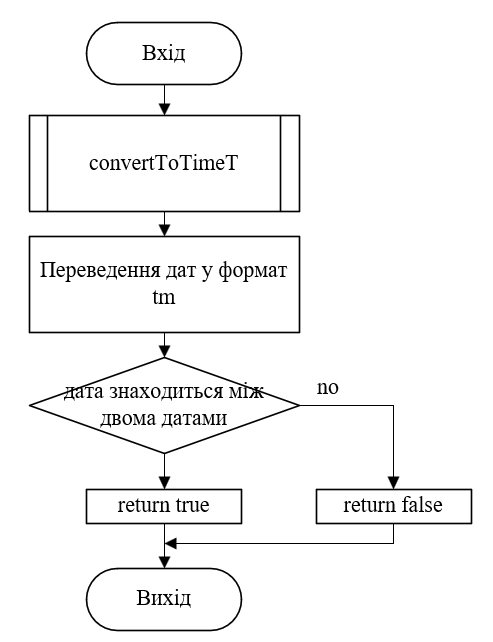 Вхід
convertToTimeT
Переведення дат у формат
tm
дата знаходиться між
двома датами
no
return true
return false
Вихід